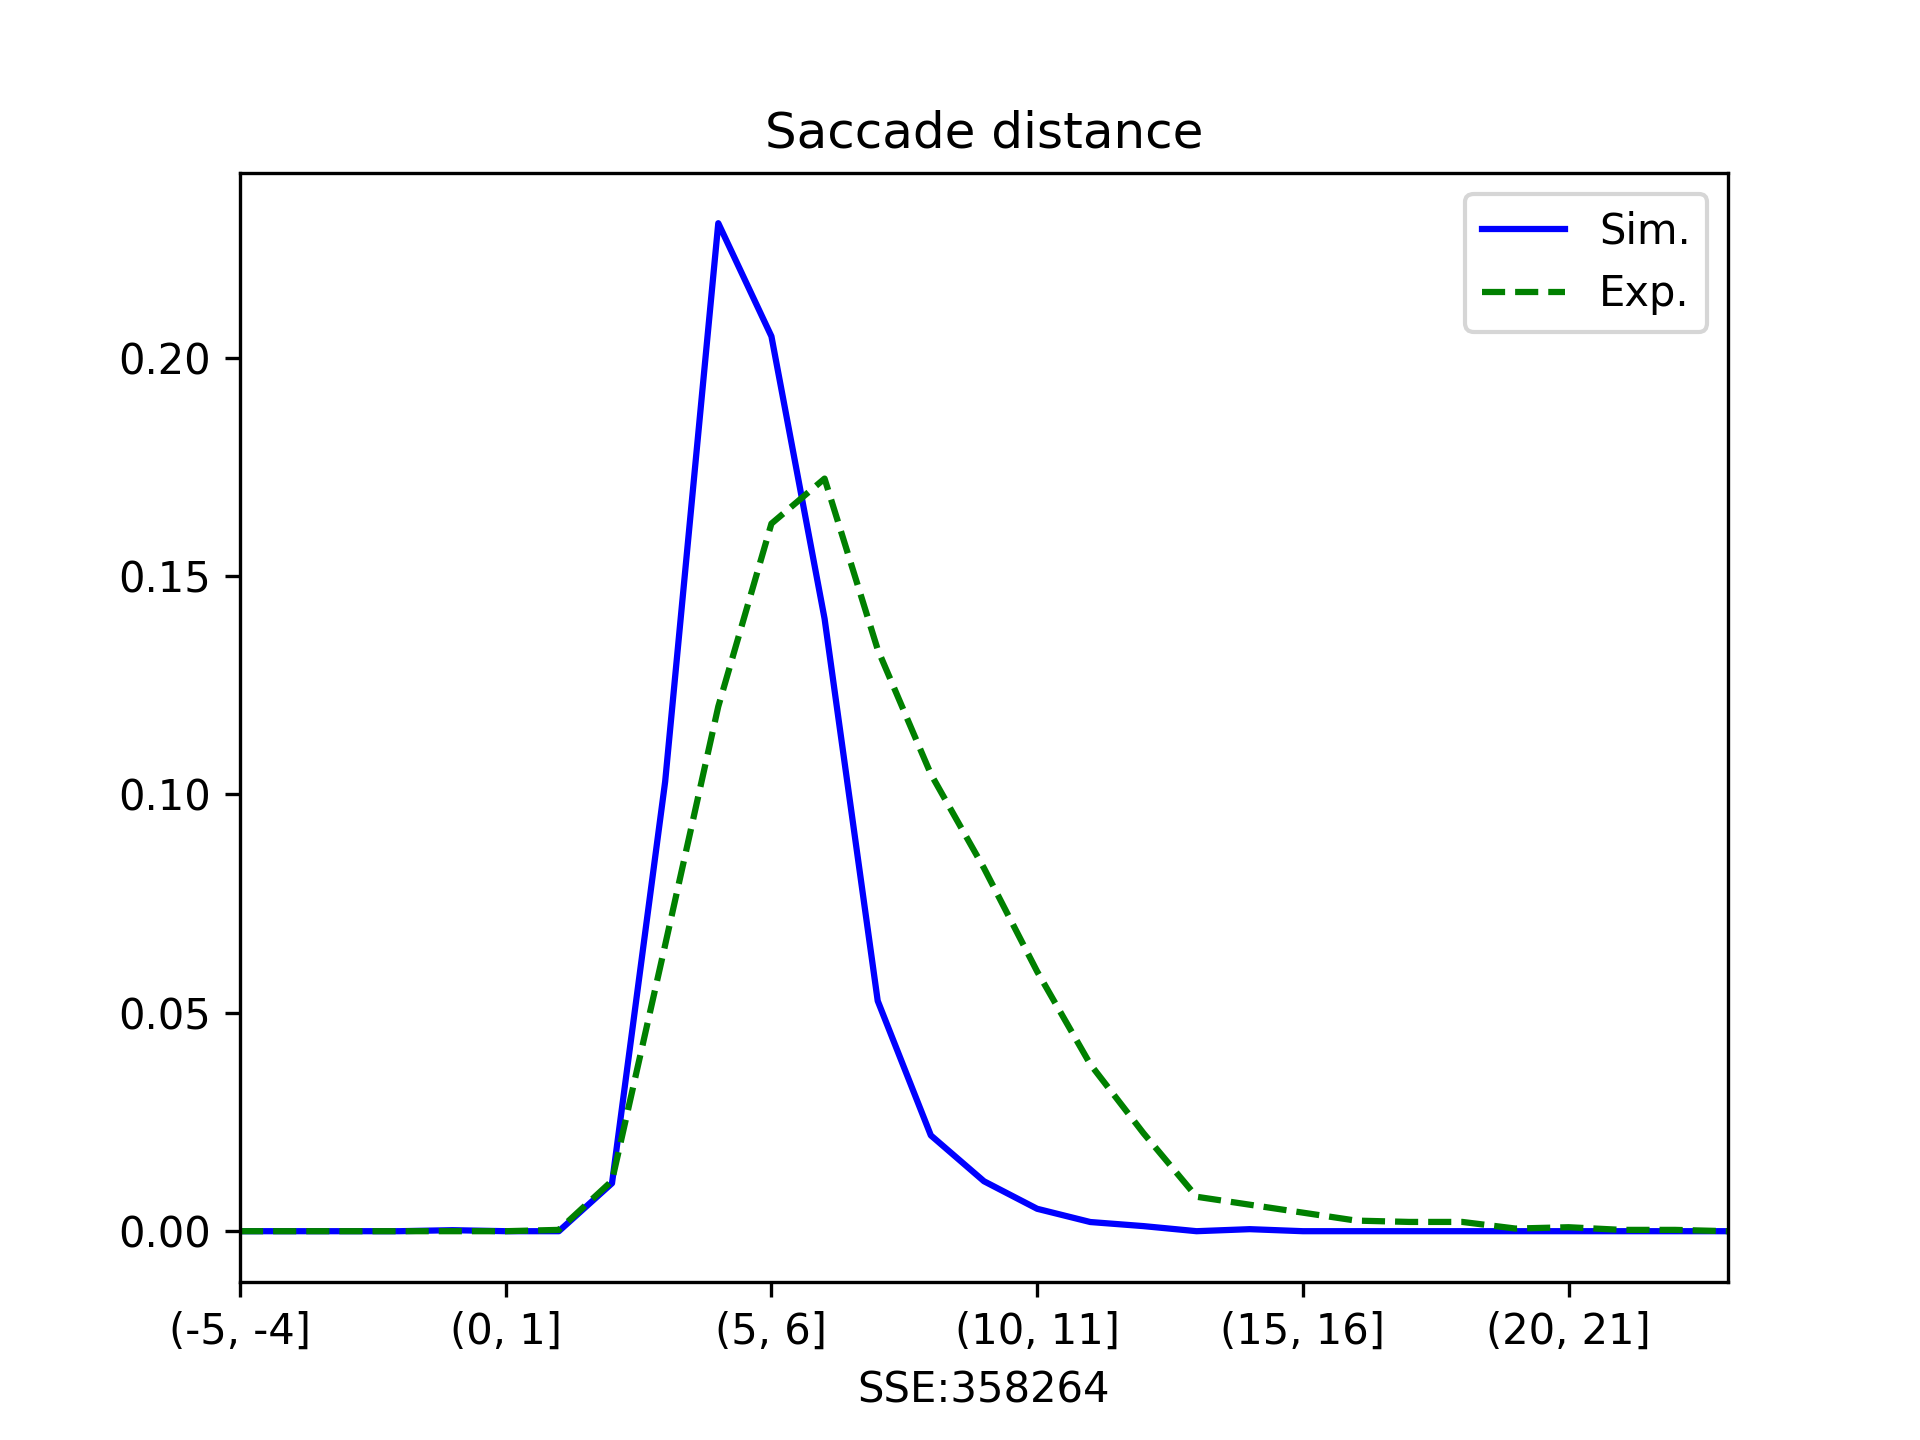 Saccade distance
Sim.
Exp.
0.20
0.15
0.10
0.05
0.00
(-5, -4] (0, 1] (5, 6] (10, 11] (15, 16] (20, 21]
SSE:358264